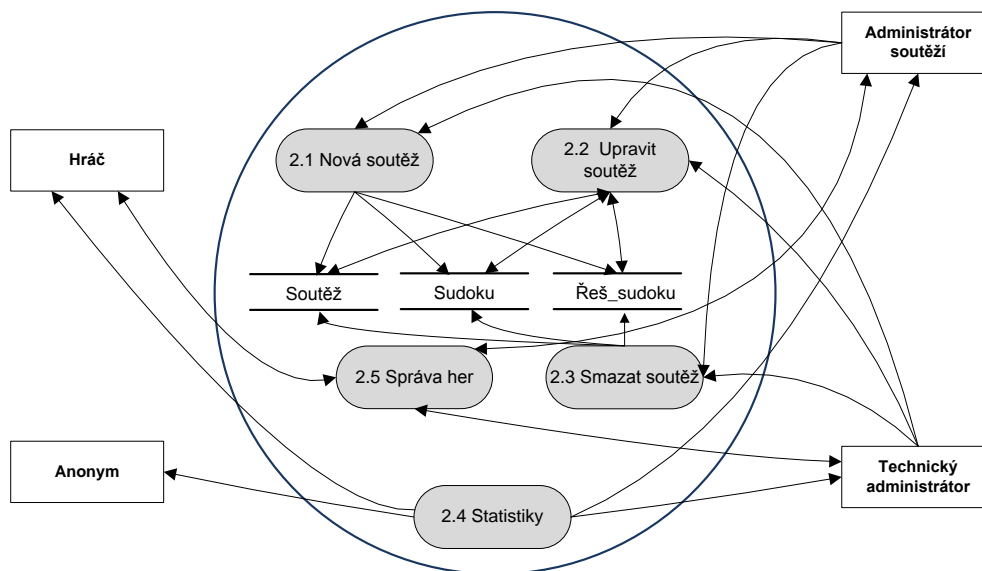 Administrátor
soutěží
Hráč
2.1 Nová soutěž
2.2 Upravit
soutěž
Soutěž
Sudoku
Řeš_sudoku
2.5 Správa her
2.3 Smazat soutěž
Anonym
Technický
administrátor
2.4 Statistiky